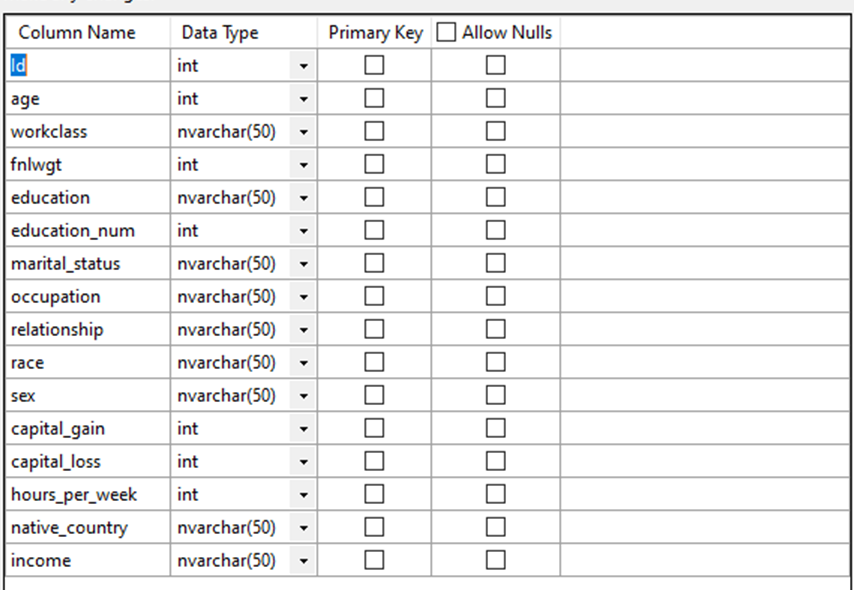 Column Name Data Type Primary Key Allow Nulls
Id int
age int
workclass nvarchar(50)
fnlwgt int
education nvarchar(50)
education_num int
marital_status nvarchar(50)
occupation nvarchar(50)
relationship nvarchar(50)
race nvarchar(50)
sex nvarchar(50)
capital_gain int
capital_loss int
hours_per_week int
native_country nvarchar(50)
income nvarchar(50)